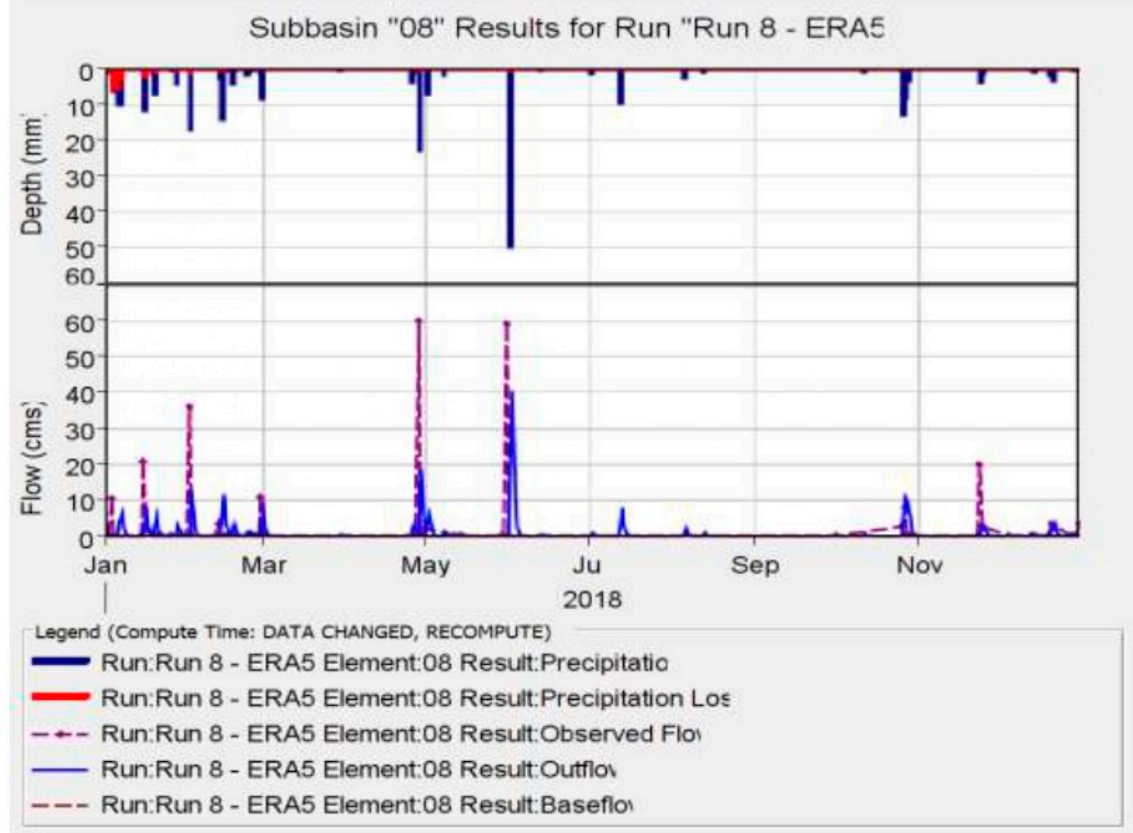 Subbasin "08" Results for Run "Run 8 - ERA5
Depth (mm)
0
10
20
30
40
50
60
Flow (cms)
60
50
40
30
20
10
0
Jan Mar May Ju Sep Nov
2018
Legend (Compute Time: DATA CHANGED, RECOMPUTE)
Run:Run 8 - ERA5 Element:08 Result:Precipitatio
Run:Run 8 - ERA5 Element:08 Result:Precipitation Los
Run:Run 8 - ERA5 Element:08 Result:Observed Flo
Run:Run 8 - ERA5 Element:08 Result:Outflo
Run:Run 8 - ERA5 Element:08 Result:Baseflo